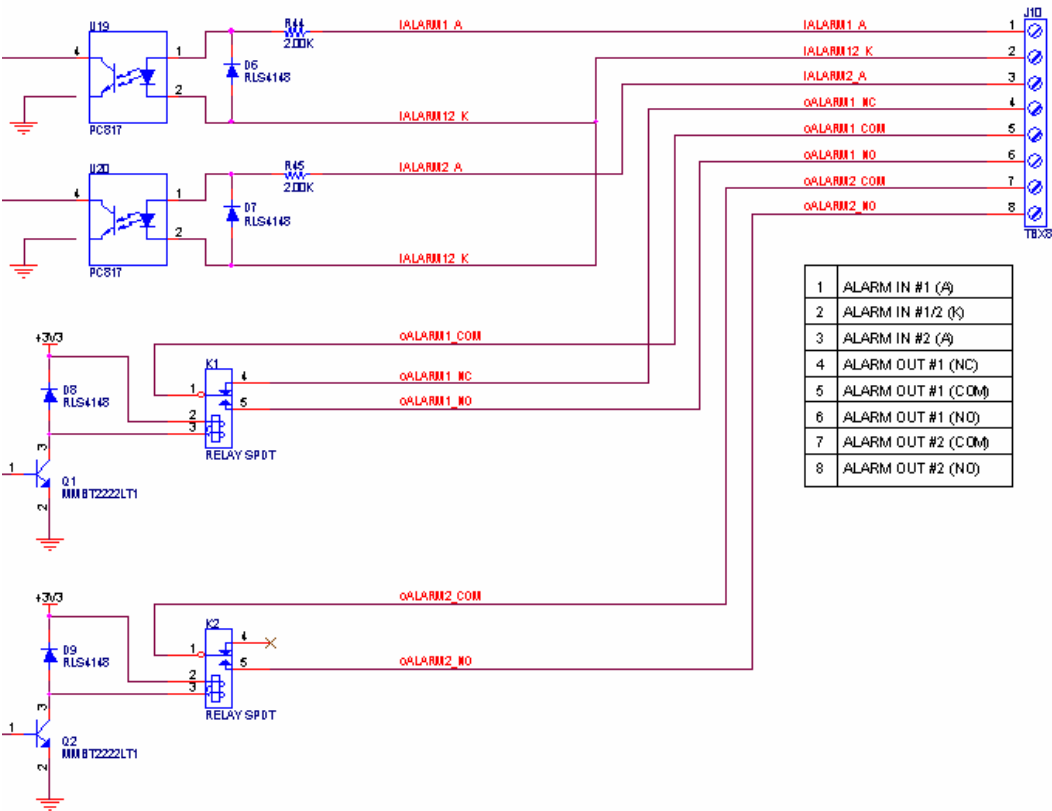 U19
4
1
2
PC817
R44
2.00K
D6
RLS4148
IALARM1_A
IALARM12_K
IALARM1_A
IALARM12_K
IALARM2_A
oALARM1_NC
oALARM1_COM
oALARM1_NO
oALARM2_COM
oALARM2_NO
J10
1
2
3
4
5
6
7
8
TBX8
U20
4
1
2
PC817
R45
2.00K
D7
RLS4148
IALARM2_A
IALARM12_K
1 ALARM IN #1 (A)
2 ALARM IN #1/2 (K)
3 ALARM IN #2 (A)
4 ALARM OUT #1 (NC)
5 ALARM OUT #1 (COM)
6 ALARM OUT #1 (NO)
7 ALARM OUT #2 (COM)
8 ALARM OUT #2 (NO)
+3V3
D8
RLS4148
K1
1
4
5
2
3
RELAY SPDT
oALARM1_COM
oALARM1_NC
oALARM1_NO
3
1
2
Q1
MMBT2222LT1
+3V3
D9
RLS4148
K2
1
4
5
2
3
RELAY SPDT
oALARM2_COM
oALARM2_NO
3
1
2
Q2
MMBT2222LT1